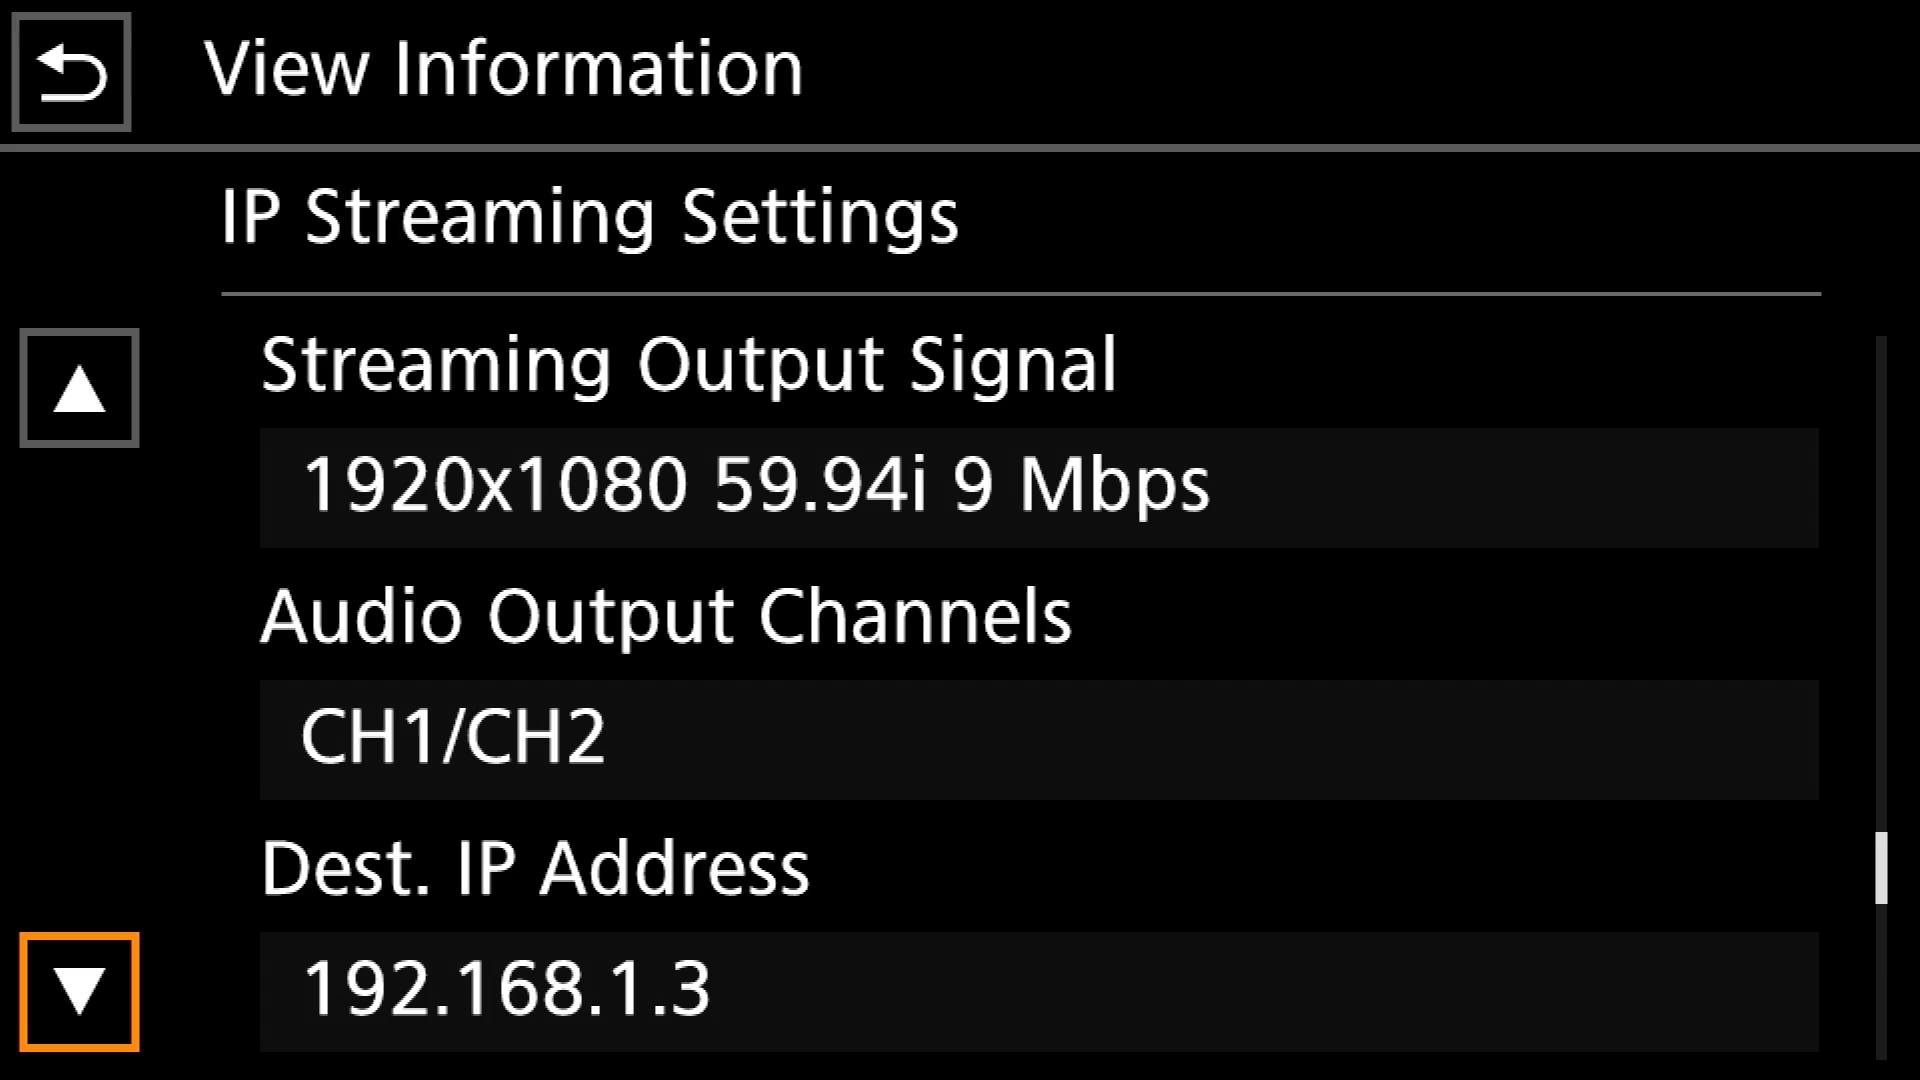 View Information
IP Streaming Settings
Streaming Output Signal
1920x1080 59.94i 9 Mbps
Audio Output Channels
CH1/CH2
Dest. IP Address
192.168.1.3